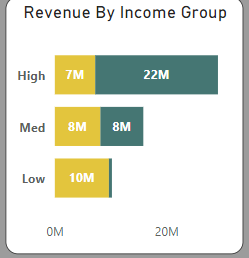 Revenue By Income Group
High 7M 22M
Med 8M 8M
Low 10M
0M 20M